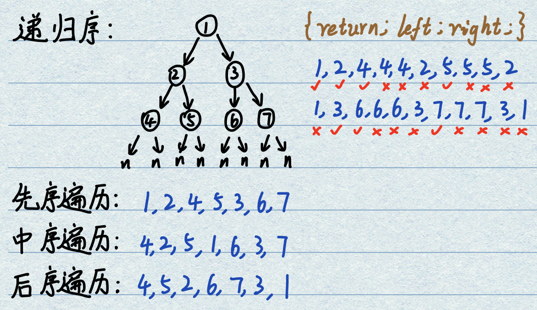 递归序:
{return; left; right;}
1
2 3
4 5 6 7
n n n n n n n n
1,2,4,4,4,2,5,5,5,2
✓ ✓ ✓ × × × ✓ × × ×
1,3,6,6,6,3,7,7,7,3,1
× ✓ ✓ × × × ✓ × × × ×
先序遍历: 1,2,4,5,3,6,7
中序遍历: 4,2,5,1,6,3,7
后序遍历: 4,5,2,6,7,3,1